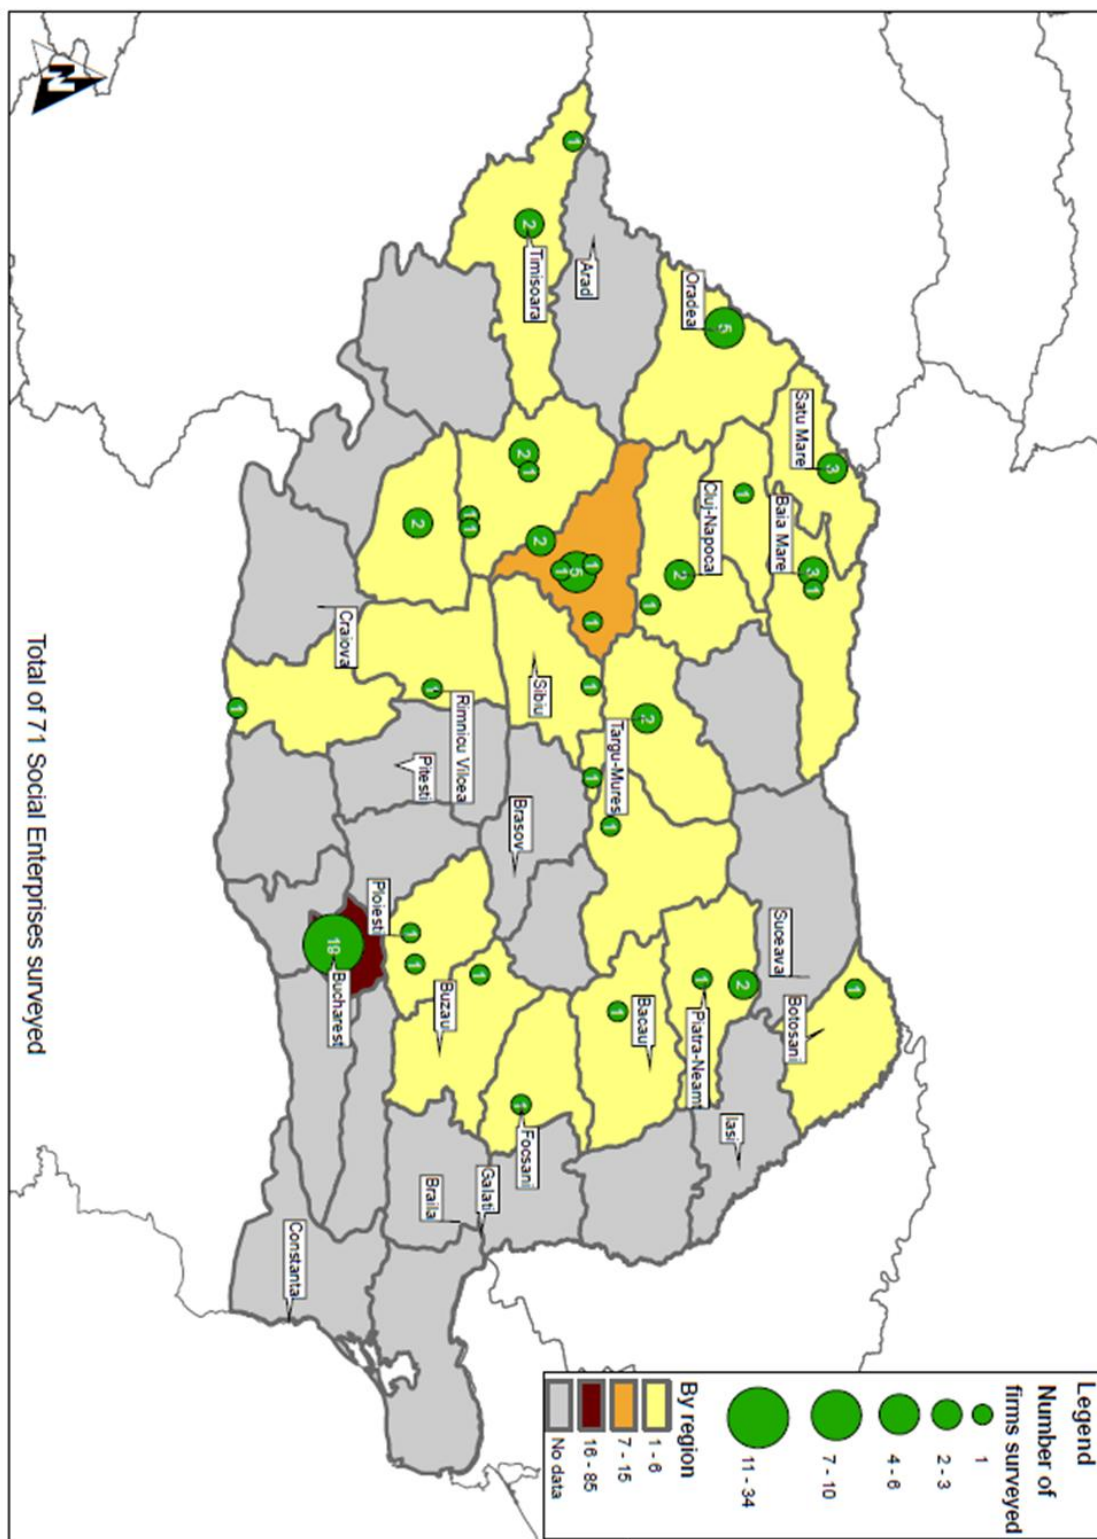 Legend
Number of
firms surveyed
1
2 - 3
4 - 6
7 - 10
11 - 34
By region
1 - 6
7 - 15
16 - 85
No data
N
Botosani
1
Suceava
Satu Mare
3
Baia Mare
3
1
1
Iasi
2
Piatra-Neamt
1
Oradea
5
Cluj-Napoca
2
1
Bacau
1
Targu-Mures
2
1
1
Arad
1
Timisoara
2
2
1
1
1
2
5
1
1
1
Sibiu
1
Brasov
Focsani
1
Galati
Braila
Buzau
1
Ploiesti
1
1
2
Rimnicu Vilcea
1
Pitesti
Craiova
1
Bucharest
19
Constanta
Total of 71 Social Enterprises surveyed